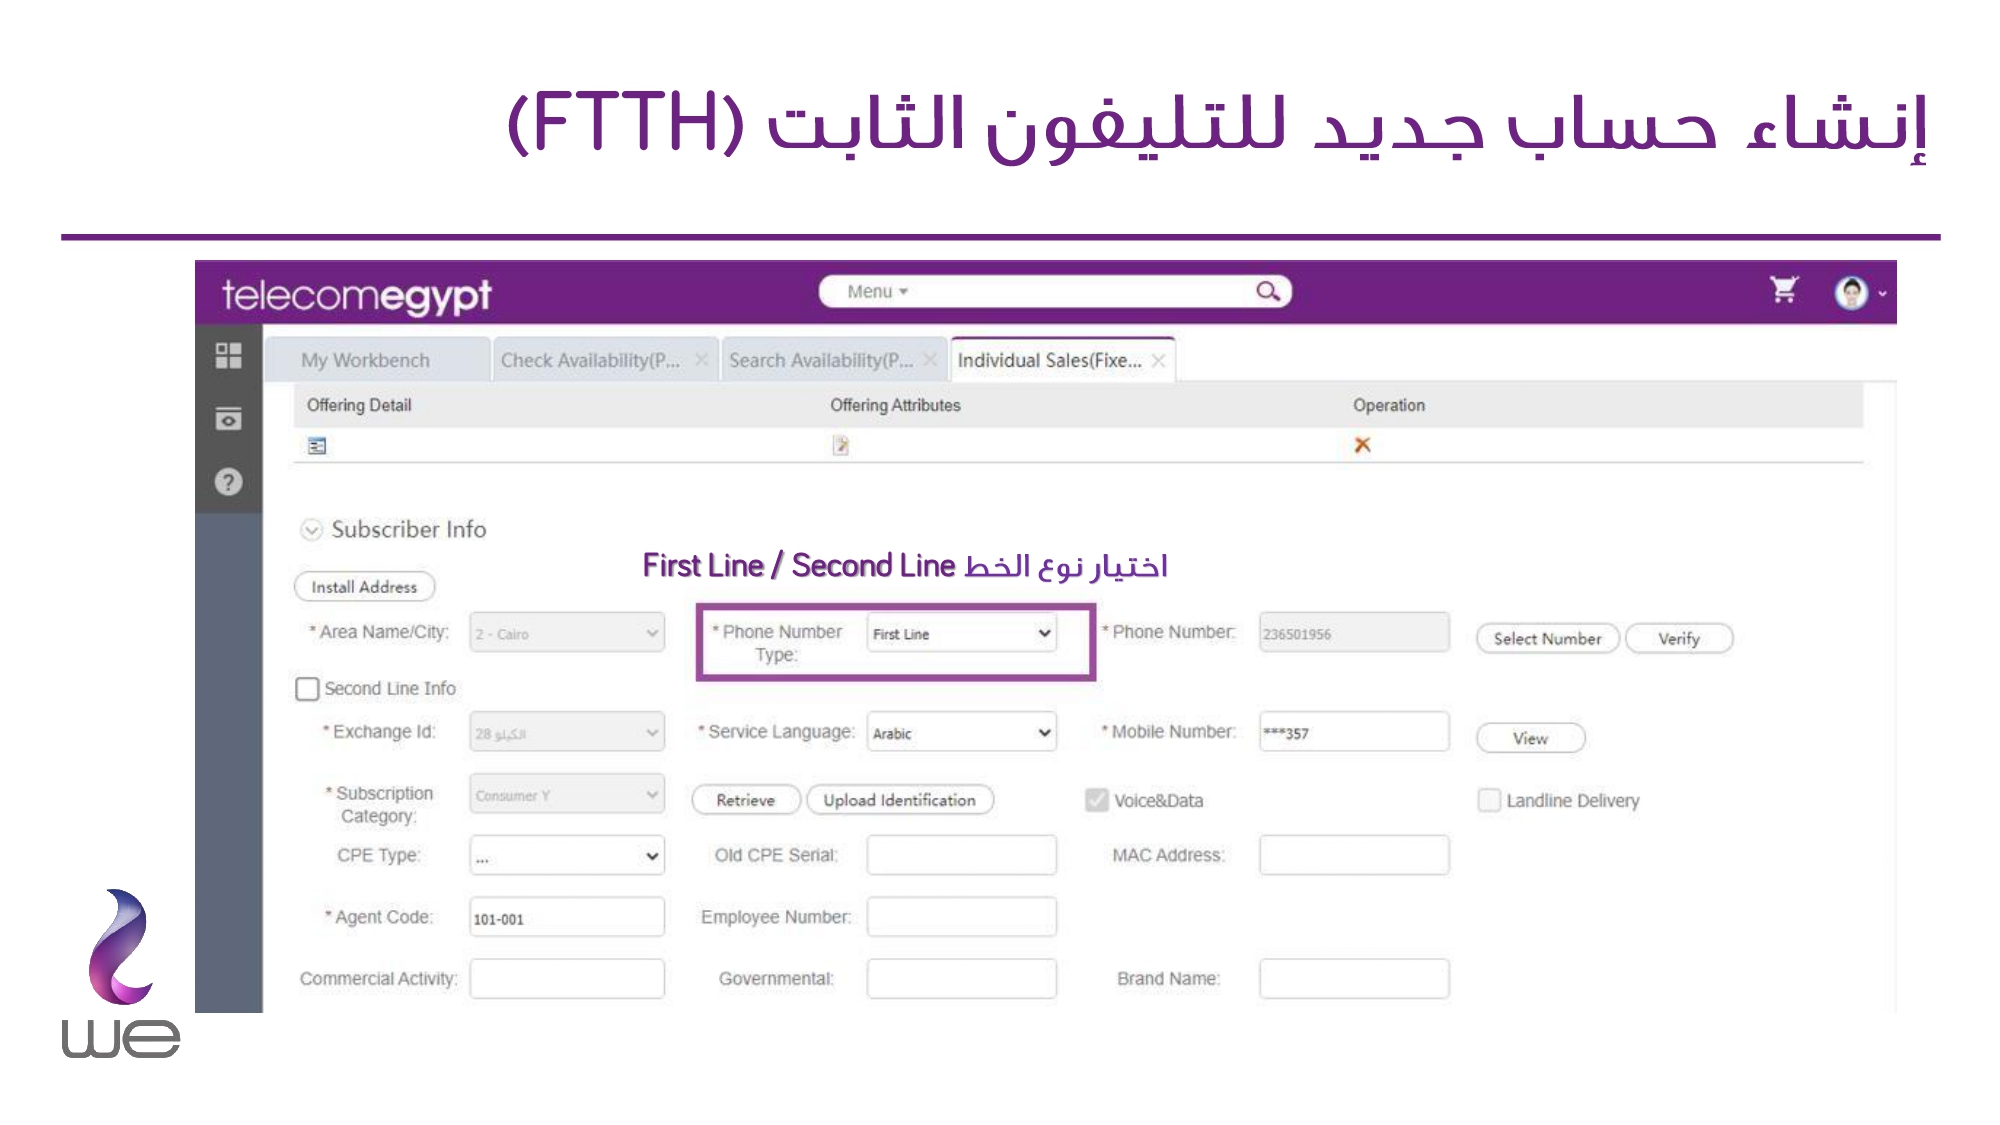 إنشاء حساب جديد للتليفون الثابت (FTTH)
telecomegypt
Menu
My Workbench
Check Availability(P...
Search Availability(P...
Individual Sales(Fixe...
Offering Detail
Offering Attributes
Operation
Subscriber Info
اختيار نوع الخط First Line / Second Line
Install Address
* Area Name/City: 2 - Cairo
* Phone Number Type: First Line
* Phone Number: 236501956
Select Number
Verify
Second Line Info
* Exchange Id: الكيلو 28
* Service Language: Arabic
* Mobile Number: ***357
View
* Subscription Category: Consumer Y
Retrieve
Upload Identification
Voice&Data
Landline Delivery
CPE Type: ...
Old CPE Serial:
MAC Address:
* Agent Code: 101-001
Employee Number:
Commercial Activity:
Governmental:
Brand Name:
we